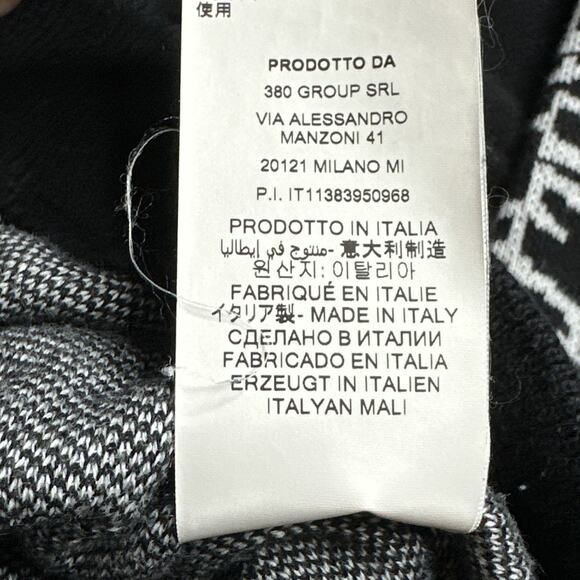 使用
PRODOTTO DA
380 GROUP SRL
VIA ALESSANDRO
MANZONI 41
20121 MILANO MI
P.I. IT11383950968
PRODOTTO IN ITALIA
منتوج في إيطاليا - 意大利制造
원산지: 이탈리아
FABRIQUÉ EN ITALIE
イタリア製 - MADE IN ITALY
СДЕЛАНО В ИТАЛИИ
FABRICADO EN ITALIA
ERZEUGT IN ITALIEN
ITALYAN MALI